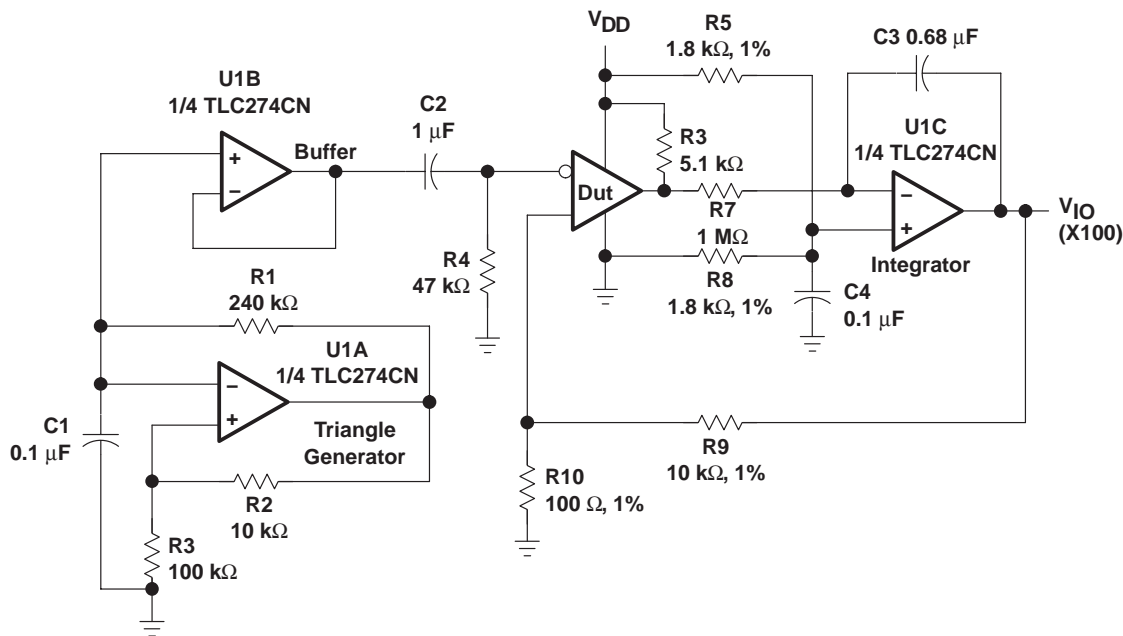 VDD
R5
1.8 kΩ, 1%
C3 0.68 μF
U1B
1/4 TLC274CN
C2
1 μF
R3
5.1 kΩ
U1C
1/4 TLC274CN
+
−
Buffer
Dut
R7
1 MΩ
−
+
VIO
(X100)
Integrator
R4
47 kΩ
R8
1.8 kΩ, 1%
C4
0.1 μF
R1
240 kΩ
U1A
1/4 TLC274CN
−
+
C1
0.1 μF
Triangle
Generator
R9
10 kΩ, 1%
R2
10 kΩ
R10
100 Ω, 1%
R3
100 kΩ